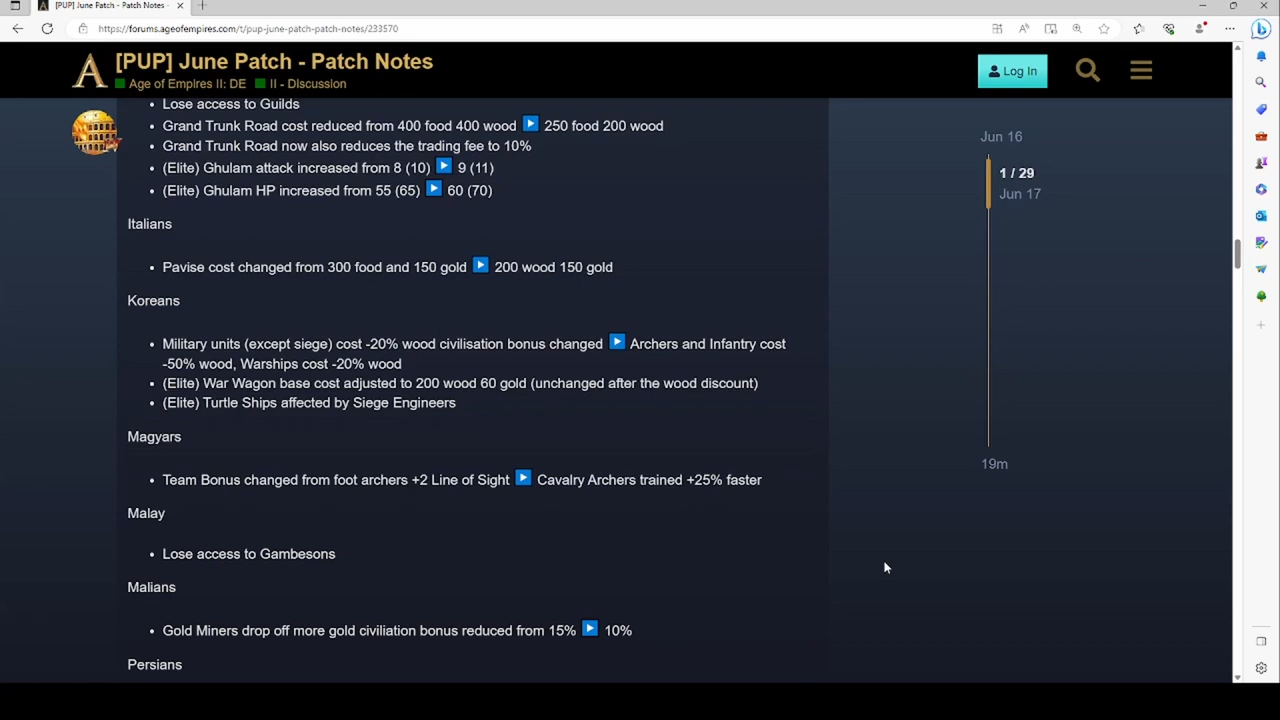 [PUP] June Patch - Patch Notes
https://forums.ageofempires.com/t/pup-june-patch-patch-notes/233570
[PUP] June Patch - Patch Notes
Age of Empires II: DE II - Discussion
Log In
Lose access to Guilds
Grand Trunk Road cost reduced from 400 food 400 wood ▶ 250 food 200 wood
Grand Trunk Road now also reduces the trading fee to 10%
(Elite) Ghulam attack increased from 8 (10) ▶ 9 (11)
(Elite) Ghulam HP increased from 55 (65) ▶ 60 (70)
Italians
Pavise cost changed from 300 food and 150 gold ▶ 200 wood 150 gold
Koreans
Military units (except siege) cost -20% wood civilisation bonus changed ▶ Archers and Infantry cost
-50% wood, Warships cost -20% wood
(Elite) War Wagon base cost adjusted to 200 wood 60 gold (unchanged after the wood discount)
(Elite) Turtle Ships affected by Siege Engineers
Magyars
Team Bonus changed from foot archers +2 Line of Sight ▶ Cavalry Archers trained +25% faster
Malay
Lose access to Gambesons
Malians
Gold Miners drop off more gold civiliation bonus reduced from 15% ▶ 10%
Persians
Jun 16
1 / 29
Jun 17
19m